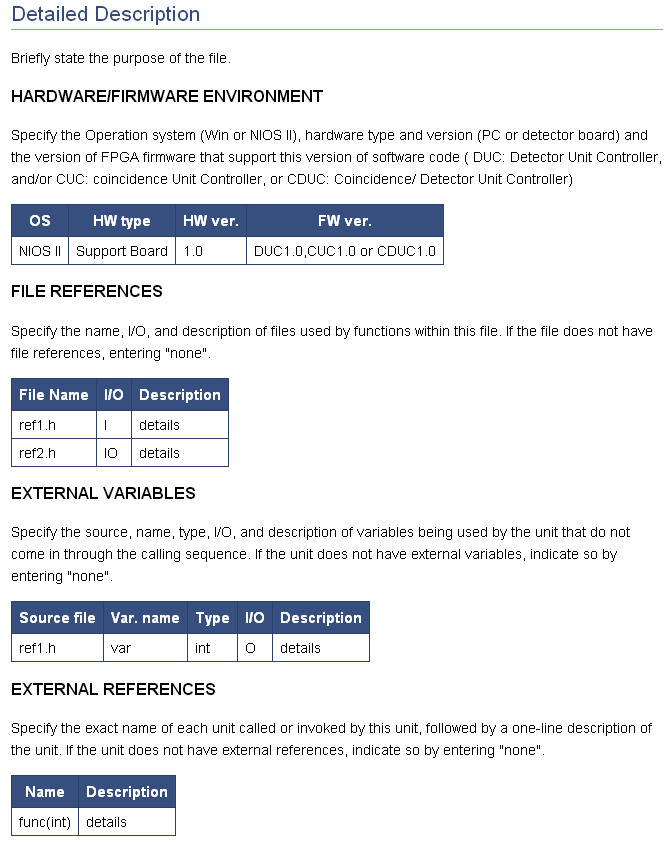 Detailed Description
Briefly state the purpose of the file.
HARDWARE/FIRMWARE ENVIRONMENT
Specify the Operation system (Win or NIOS II), hardware type and version (PC or detector board) and
the version of FPGA firmware that support this version of software code ( DUC: Detector Unit Controller,
and/or CUC: coincidence Unit Controller, or CDUC: Coincidence/ Detector Unit Controller)
OS HW type HW ver. FW ver.
NIOS II Support Board 1.0 DUC1.0,CUC1.0 or CDUC1.0
FILE REFERENCES
Specify the name, I/O, and description of files used by functions within this file. If the file does not have
file references, entering "none".
File Name I/O Description
ref1.h I details
ref2.h IO details
EXTERNAL VARIABLES
Specify the source, name, type, I/O, and description of variables being used by the unit that do not
come in through the calling sequence. If the unit does not have external variables, indicate so by
entering "none".
Source file Var. name Type I/O Description
ref1.h var int O details
EXTERNAL REFERENCES
Specify the exact name of each unit called or invoked by this unit, followed by a one-line description of
the unit. If the unit does not have external references, indicate so by entering "none".
Name Description
func(int) details